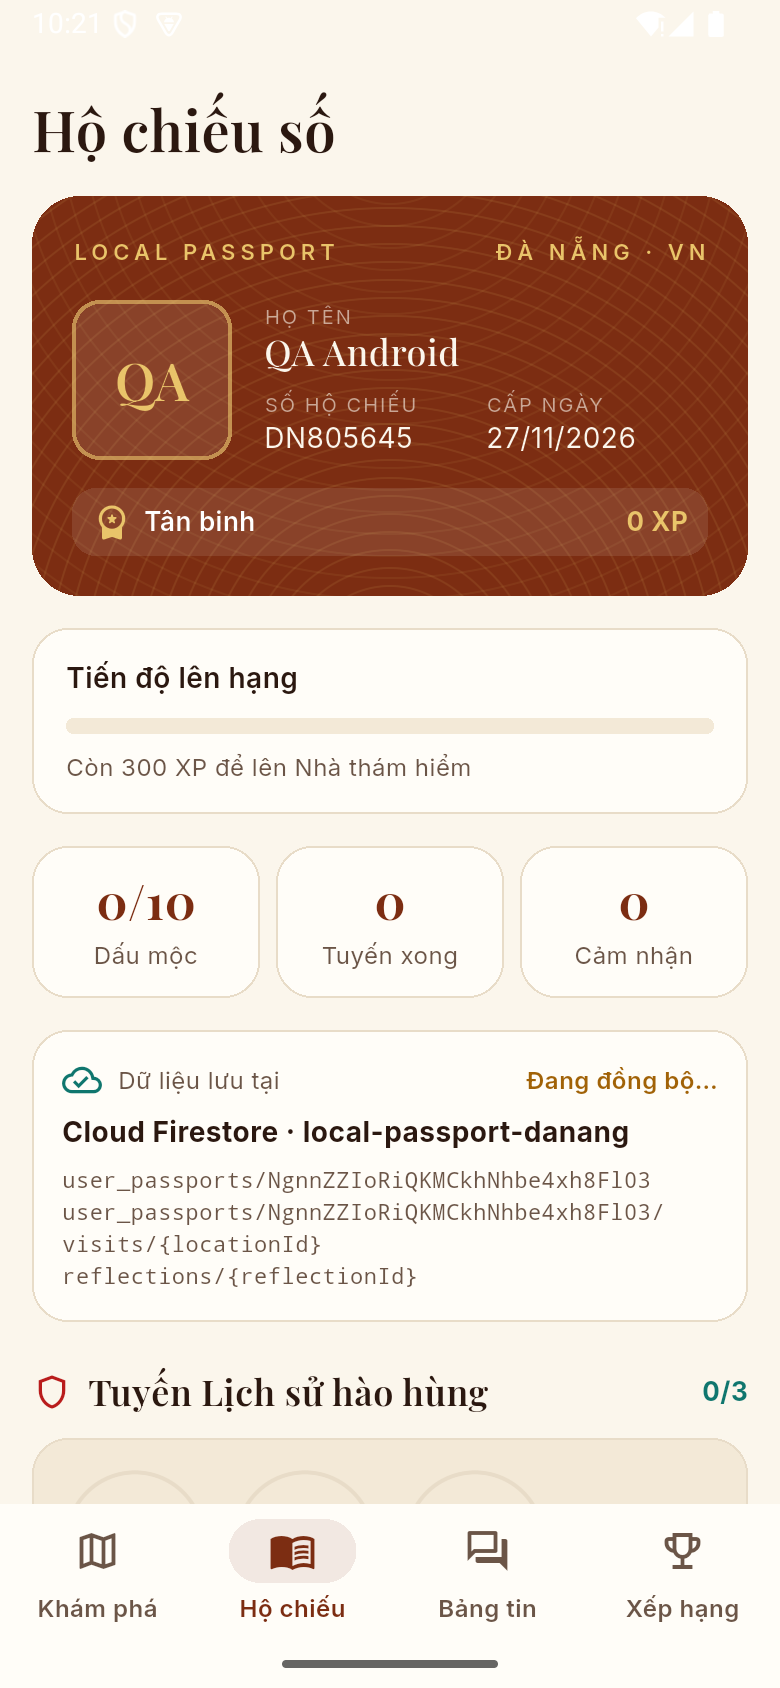 10:21
Hộ chiếu số
LOCAL PASSPORT
ĐÀ NẴNG · VN
QA
HỌ TÊN
QA Android
SỐ HỘ CHIẾU
CẤP NGÀY
DN805645
27/11/2026
Tân binh
0 XP
Tiến độ lên hạng
Còn 300 XP để lên Nhà thám hiểm
0/10
Dấu mộc
0
Tuyến xong
0
Cảm nhận
Dữ liệu lưu tại
Đang đồng bộ...
Cloud Firestore · local-passport-danang
user_passports/NgnnZZIoRiQKMCkhNhbe4xh8Fl03
user_passports/NgnnZZIoRiQKMCkhNhbe4xh8Fl03/
visits/{locationId}
reflections/{reflectionId}
Tuyến Lịch sử hào hùng
0/3
Khám phá
Hộ chiếu
Bảng tin
Xếp hạng